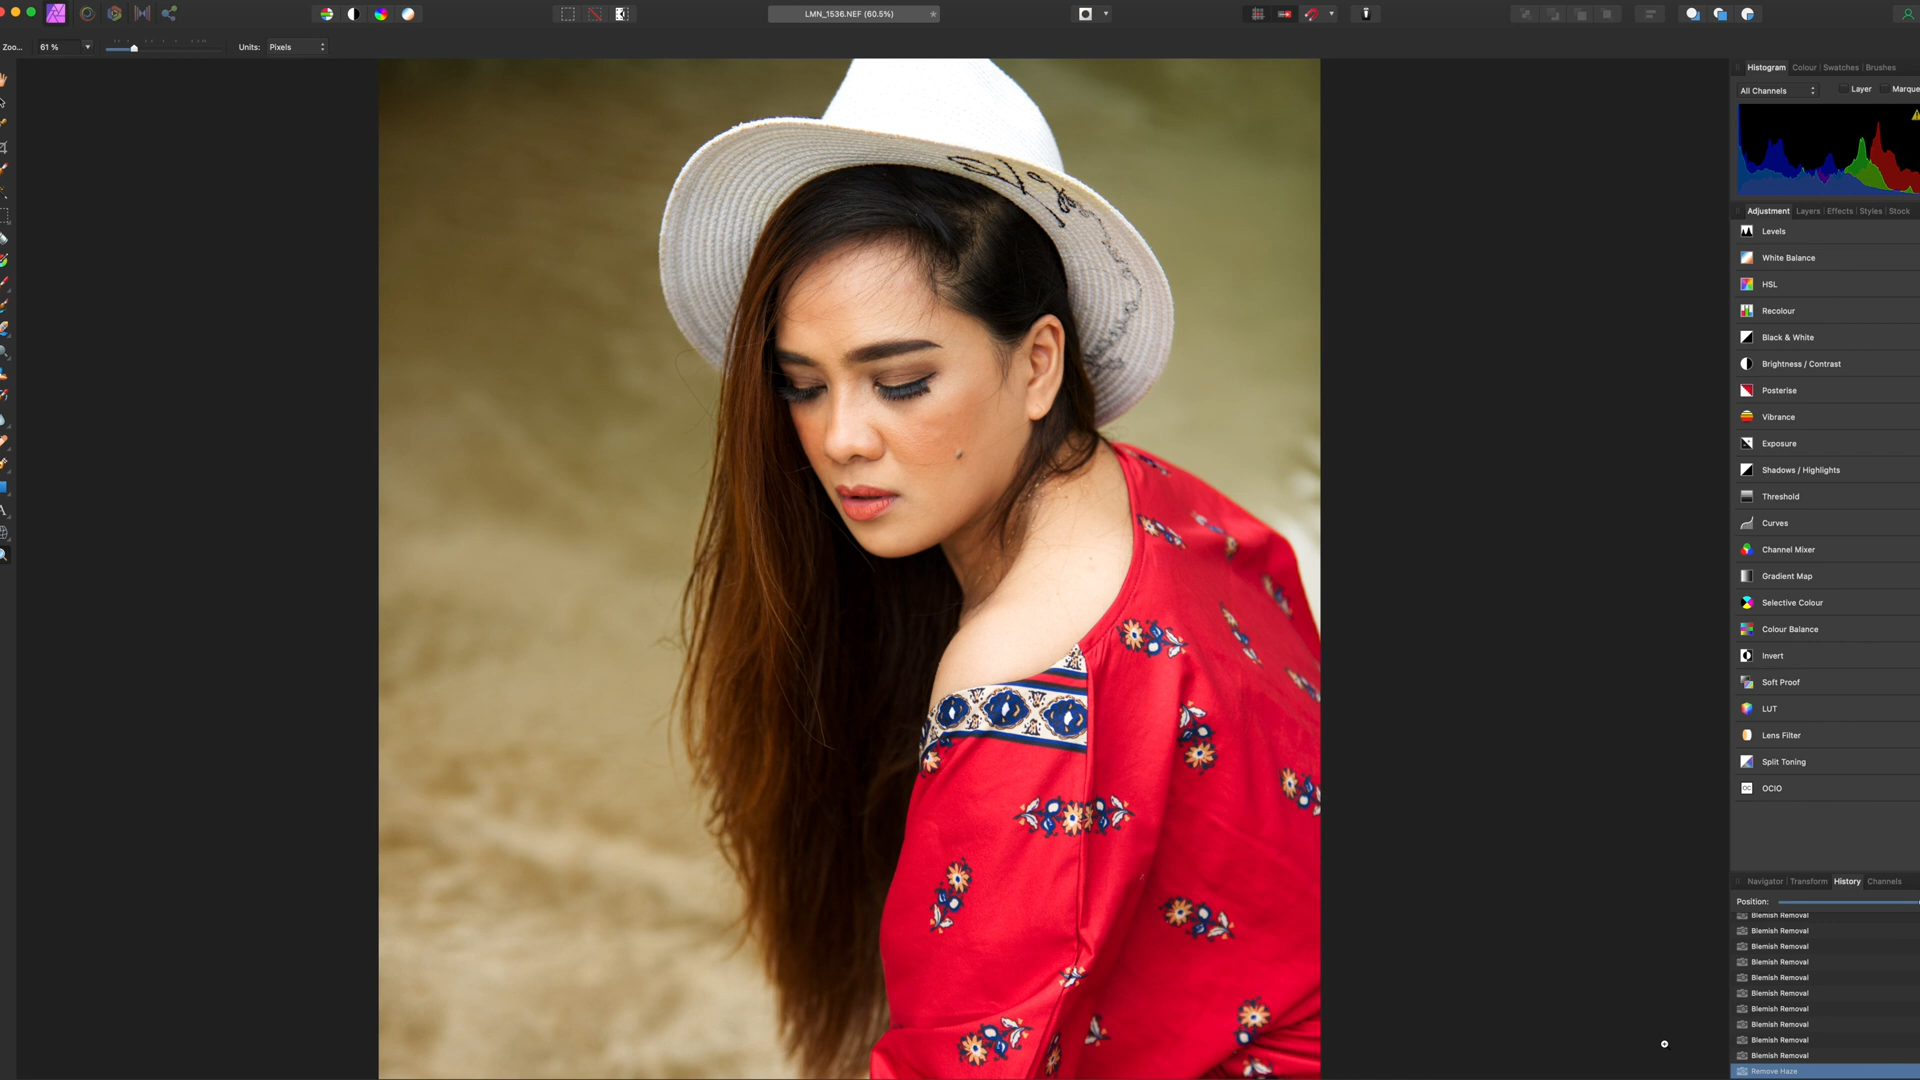 LMN_1536.NEF (60.5%)
Zoo... 61 % Units: Pixels
Histogram Colour Swatches Brushes
All Channels Layer Marque
Adjustment Layers Effects Styles Stock
Levels
White Balance
HSL
Recolour
Black & White
Brightness / Contrast
Posterise
Vibrance
Exposure
Shadows / Highlights
Threshold
Curves
Channel Mixer
Gradient Map
Selective Colour
Colour Balance
Invert
Soft Proof
LUT
Lens Filter
Split Toning
OCIO
Navigator Transform History Channels
Position:
Blemish Removal
Blemish Removal
Blemish Removal
Blemish Removal
Blemish Removal
Blemish Removal
Blemish Removal
Blemish Removal
Blemish Removal
Blemish Removal
Remove Haze